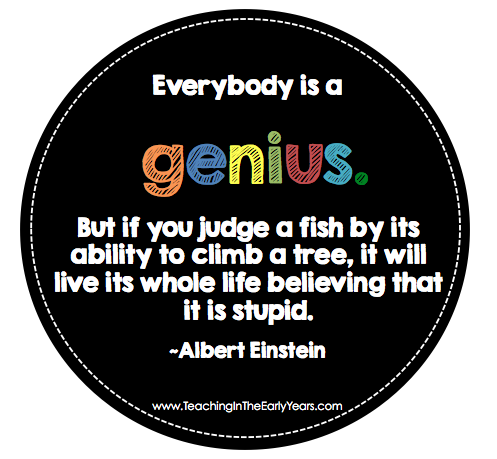 Everybody is a
genius.
But if you judge a fish by its
ability to climb a tree, it will
live its whole life believing that
it is stupid.
~Albert Einstein
www.TeachingInTheEarlyYears.com